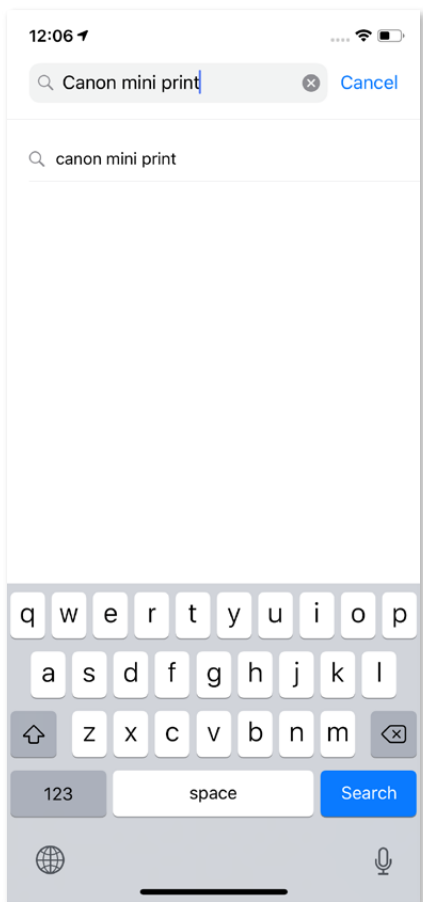 12:06
Canon mini print
Cancel
canon mini print
q w e r t y u i o p
a s d f g h j k l
z x c v b n m
123 space Search